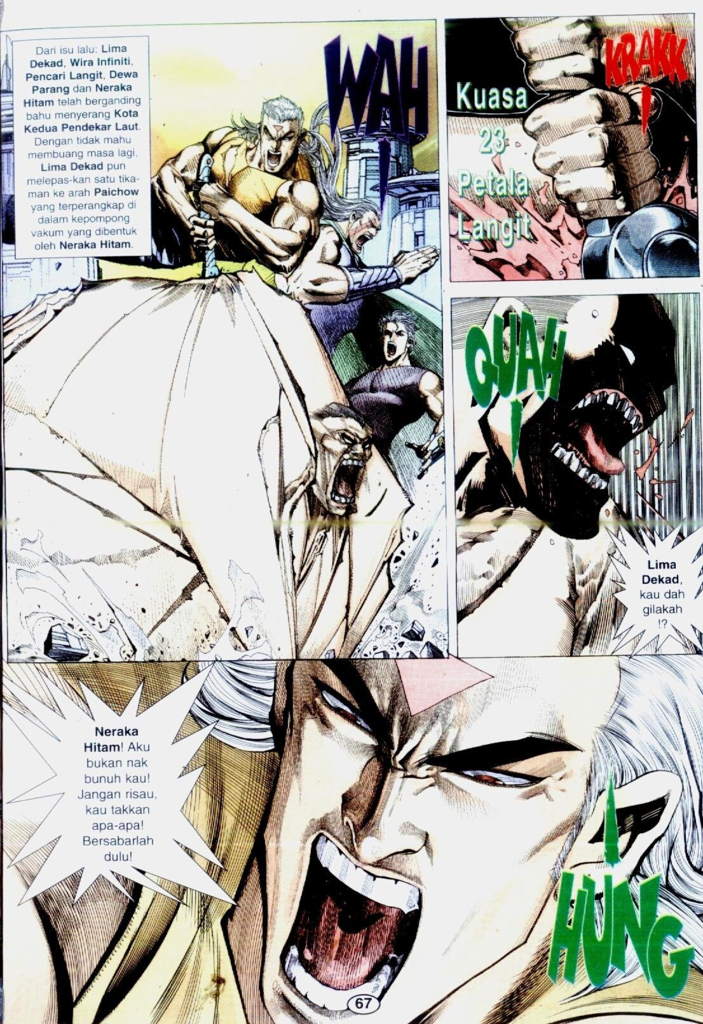 Dari isu lalu: Lima
Dekad, Wira Infiniti,
Pencari Langit, Dewa
Parang dan Neraka
Hitam telah berganding
bahu menyerang Kota
Kedua Pendekar Laut.
Dengan tidak mahu
membuang masa lagi,
Lima Dekad pun
melepas-kan satu tika-
man ke arah Paichow
yang terperangkap di
dalam kepompong
vakum yang dibentuk
oleh Neraka Hitam.
WAH!
KRAKK!
Kuasa
23
Petala
Langit
QUAH!
Lima
Dekad,
kau dah
gilakah
!?
Neraka
Hitam! Aku
bukan nak
bunuh kau!
Jangan risau,
kau takkan
apa-apa!
Bersabarlah
dulu!
HUNG!
67